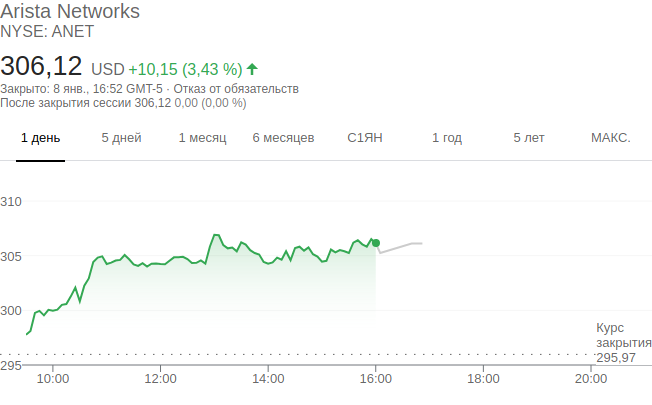 Arista Networks
NYSE: ANET
306,12 USD +10,15 (3,43 %)
Закрыто: 8 янв., 16:52 GMT-5 · Отказ от обязательств
После закрытия сессии 306,12 0,00 (0,00 %)
1 день 5 дней 1 месяц 6 месяцев С1ЯН 1 год 5 лет МАКС.
310
305
300
Курс
закрытия
295,97
295
10:00 12:00 14:00 16:00 18:00 20:00